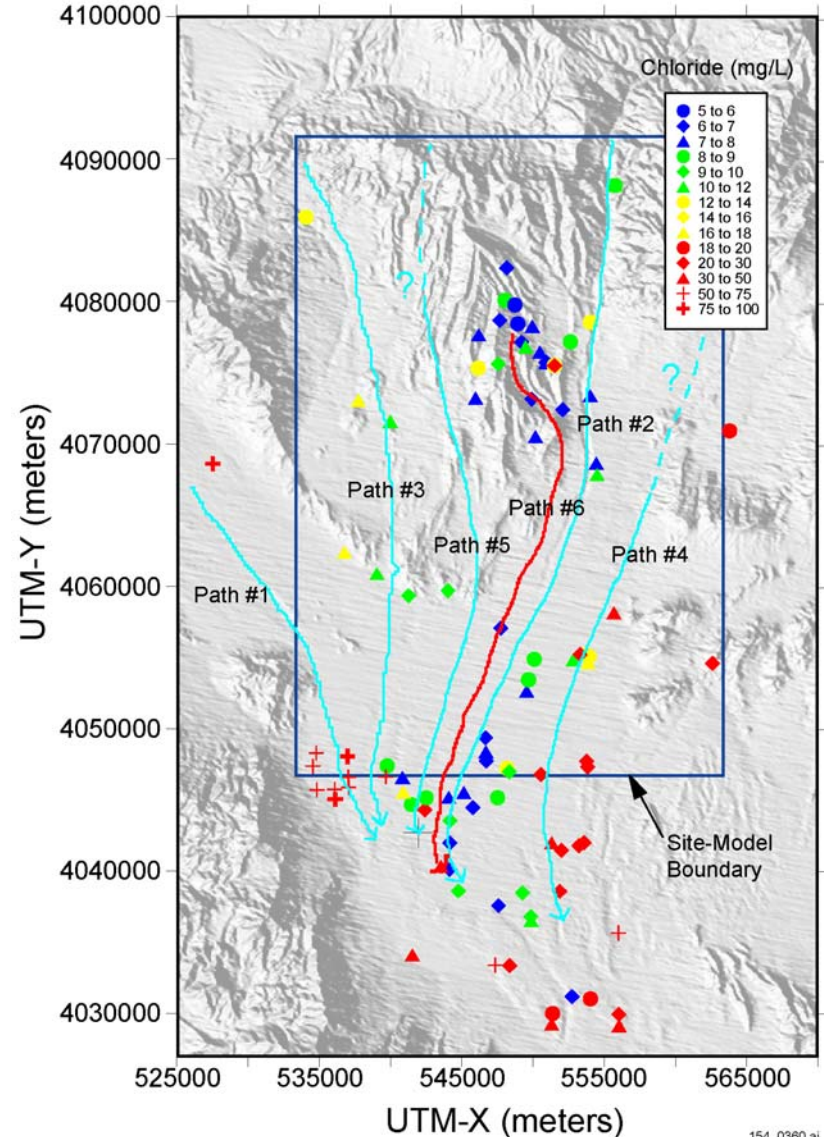 4100000
Chloride (mg/L)
5 to 6
6 to 7
7 to 8
8 to 9
9 to 10
10 to 12
12 to 14
14 to 16
16 to 18
18 to 20
20 to 30
30 to 50
50 to 75
75 to 100
4090000
?
4080000
?
Path #2
4070000
Path #3
Path #6
Path #5
Path #4
4060000
Path #1
4050000
Site-Model
Boundary
4040000
4030000
UTM-Y (meters)
525000 535000 545000 555000 565000
UTM-X (meters)
154_0360.ai